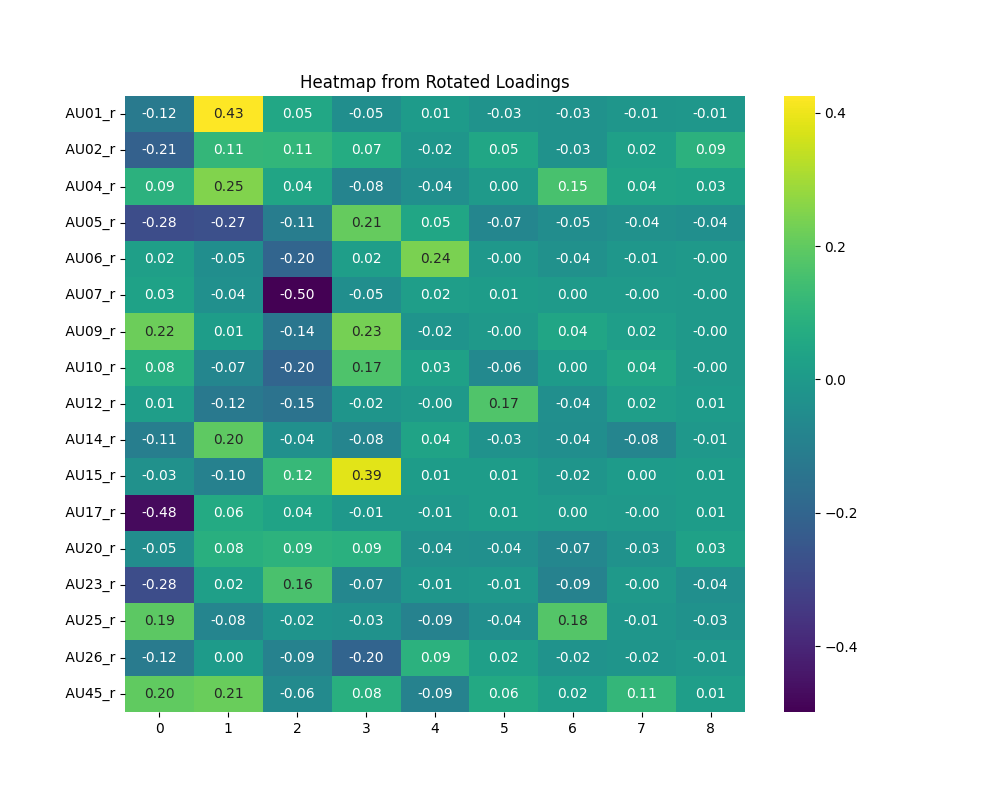 Heatmap from Rotated Loadings
AU01_r -0.12 0.43 0.05 -0.05 0.01 -0.03 -0.03 -0.01 -0.01
AU02_r -0.21 0.11 0.11 0.07 -0.02 0.05 -0.03 0.02 0.09
AU04_r 0.09 0.25 0.04 -0.08 -0.04 0.00 0.15 0.04 0.03
AU05_r -0.28 -0.27 -0.11 0.21 0.05 -0.07 -0.05 -0.04 -0.04
AU06_r 0.02 -0.05 -0.20 0.02 0.24 -0.00 -0.04 -0.01 -0.00
AU07_r 0.03 -0.04 -0.50 -0.05 0.02 0.01 0.00 -0.00 -0.00
AU09_r 0.22 0.01 -0.14 0.23 -0.02 -0.00 0.04 0.02 -0.00
AU10_r 0.08 -0.07 -0.20 0.17 0.03 -0.06 0.00 0.04 -0.00
AU12_r 0.01 -0.12 -0.15 -0.02 -0.00 0.17 -0.04 0.02 0.01
AU14_r -0.11 0.20 -0.04 -0.08 0.04 -0.03 -0.04 -0.08 -0.01
AU15_r -0.03 -0.10 0.12 0.39 0.01 0.01 -0.02 0.00 0.01
AU17_r -0.48 0.06 0.04 -0.01 -0.01 0.01 0.00 -0.00 0.01
AU20_r -0.05 0.08 0.09 0.09 -0.04 -0.04 -0.07 -0.03 0.03
AU23_r -0.28 0.02 0.16 -0.07 -0.01 -0.01 -0.09 -0.00 -0.04
AU25_r 0.19 -0.08 -0.02 -0.03 -0.09 -0.04 0.18 -0.01 -0.03
AU26_r -0.12 0.00 -0.09 -0.20 0.09 0.02 -0.02 -0.02 -0.01
AU45_r 0.20 0.21 -0.06 0.08 -0.09 0.06 0.02 0.11 0.01
0 1 2 3 4 5 6 7 8
0.4
0.2
0.0
−0.2
−0.4